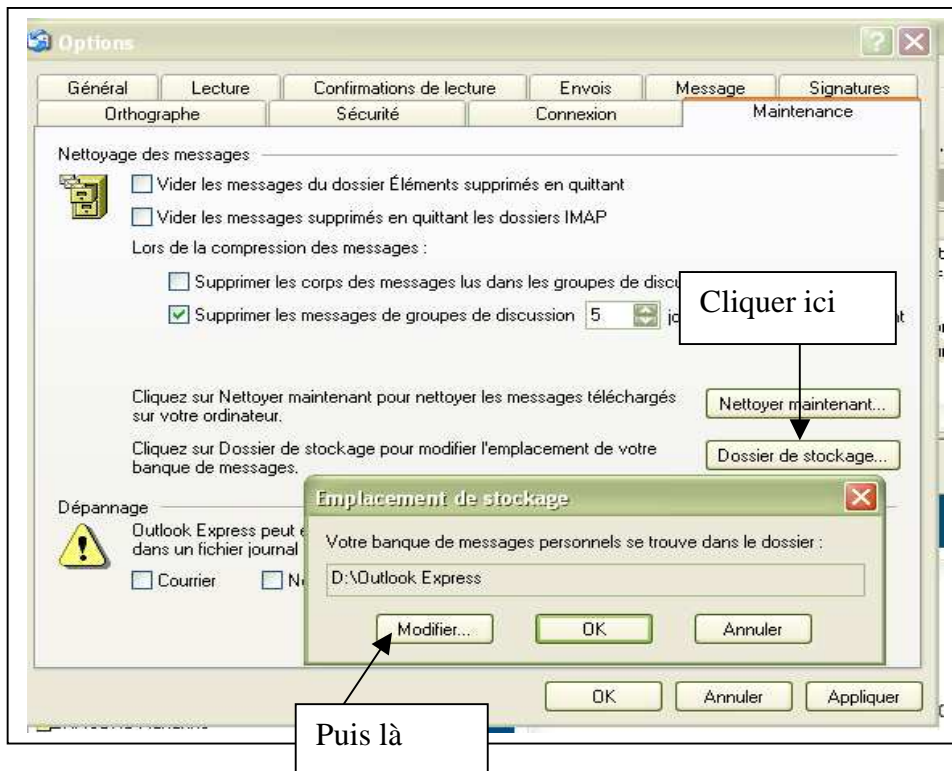 Options
Général Lecture Confirmations de lecture Envois Message Signatures
Orthographe Sécurité Connexion Maintenance
Nettoyage des messages
Vider les messages du dossier Éléments supprimés en quittant
Vider les messages supprimés en quittant les dossiers IMAP
Lors de la compression des messages :
Supprimer les corps des messages lus dans les groupes de
Supprimer les messages de groupes de discussion 5
Cliquer ici
Cliquez sur Nettoyer maintenant pour nettoyer les messages téléchargés
sur votre ordinateur.
Nettoyer maintenant...
Cliquez sur Dossier de stockage pour modifier l'emplacement de votre
banque de messages.
Dossier de stockage...
Emplacement de stockage
Dépannage
Outlook Express peut
dans un fichier journal
Courrier
Votre banque de messages personnels se trouve dans le dossier :
D:\Outlook Express
Modifier... OK Annuler
OK Annuler Appliquer
Puis là